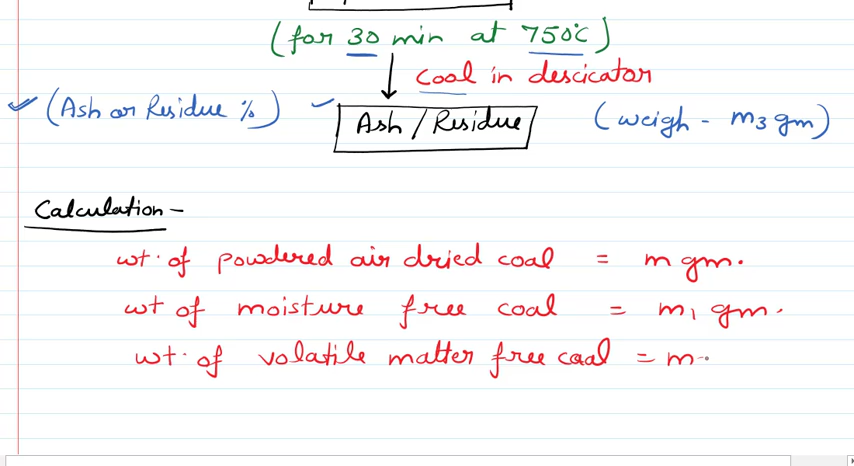 (for 30 min at 750°C)
cool in descicator
(Ash or Residue %)
Ash / Residue
(weigh - m3 gm)
Calculation -
wt. of powdered air dried coal = m gm.
wt of moisture free coal = m1 gm.
wt. of volatile matter free coal = m